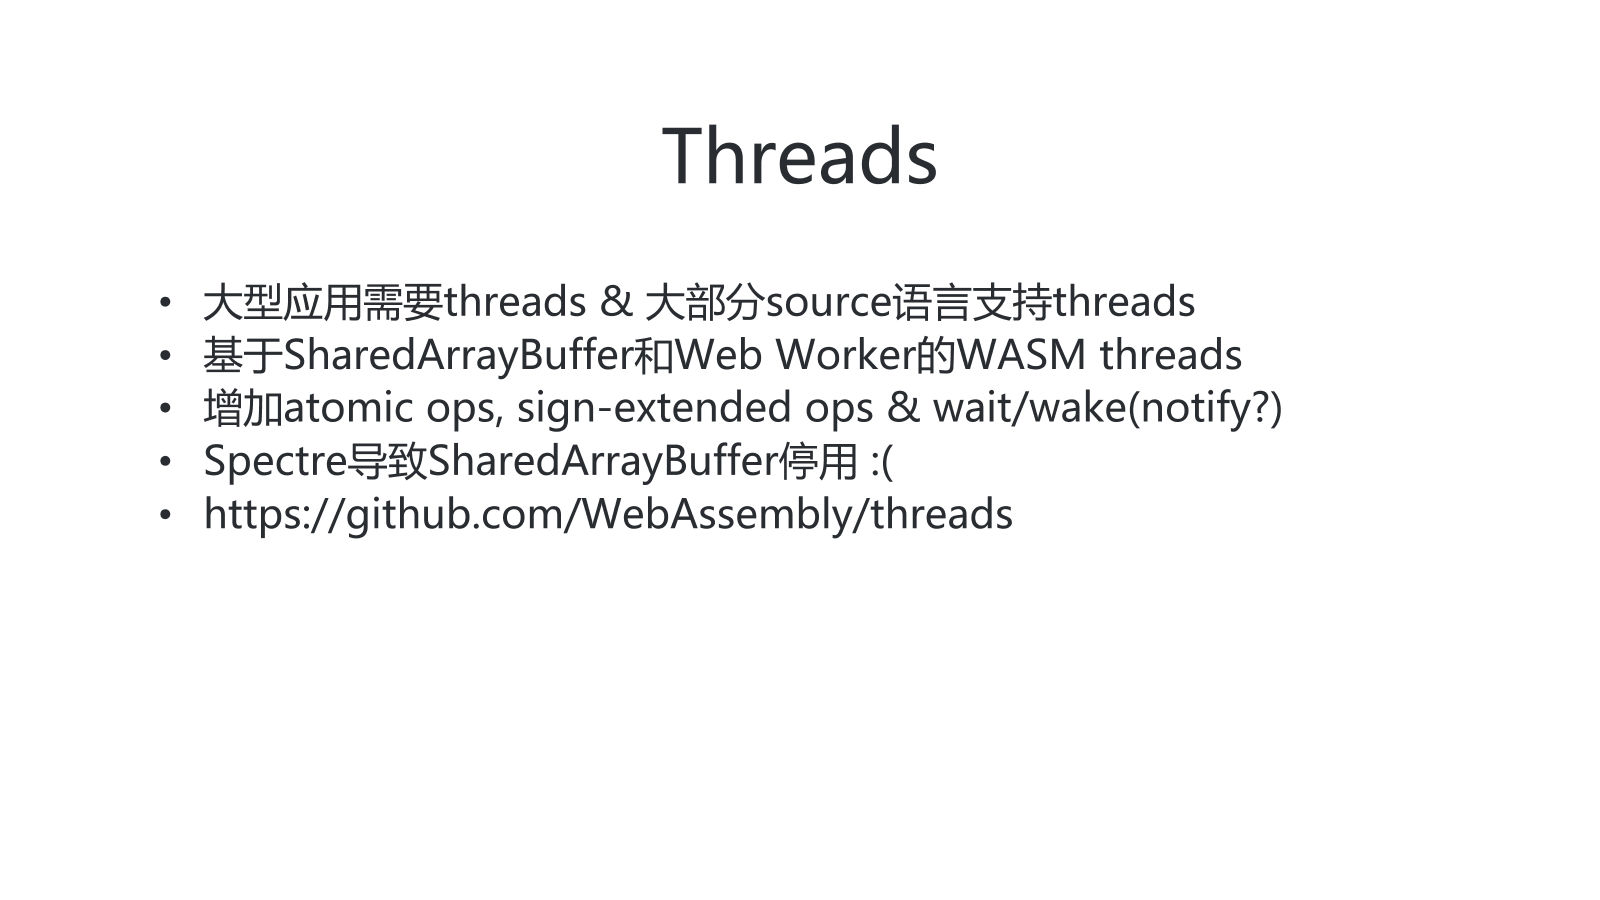 Threads
• 大型应用需要threads & 大部分source语言支持threads
• 基于SharedArrayBuffer和Web Worker的WASM threads
• 增加atomic ops, sign-extended ops & wait/wake(notify?)
• Spectre导致SharedArrayBuffer停用 :(
• https://github.com/WebAssembly/threads